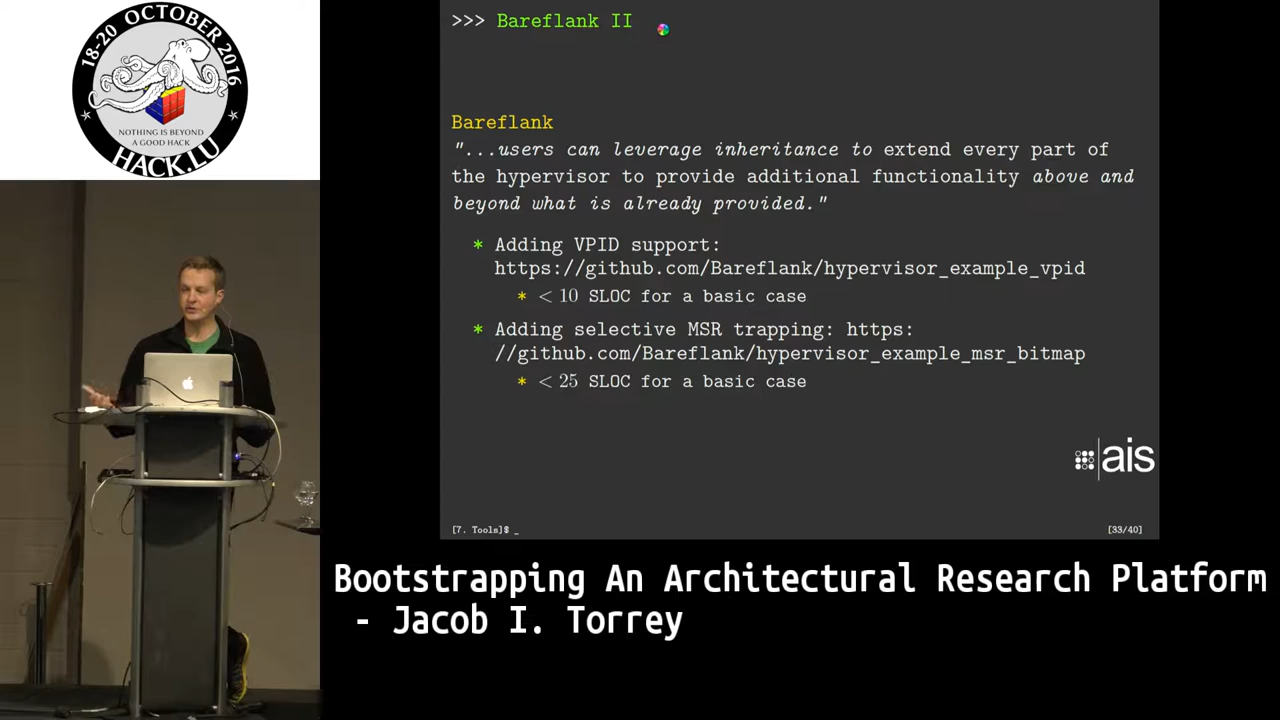 18-20 OCTOBER 2016
NOTHING IS BEYOND
A GOOD HACK
HACK.LU
>>> Bareflank II
Bareflank
"...users can leverage inheritance to extend every part of
the hypervisor to provide additional functionality above and
beyond what is already provided."
* Adding VPID support:
https://github.com/Bareflank/hypervisor_example_vpid
* < 10 SLOC for a basic case
* Adding selective MSR trapping: https:
//github.com/Bareflank/hypervisor_example_msr_bitmap
* < 25 SLOC for a basic case
ais
[7. Tools]$ _
[33/40]
Bootstrapping An Architectural Research Platform
- Jacob I. Torrey